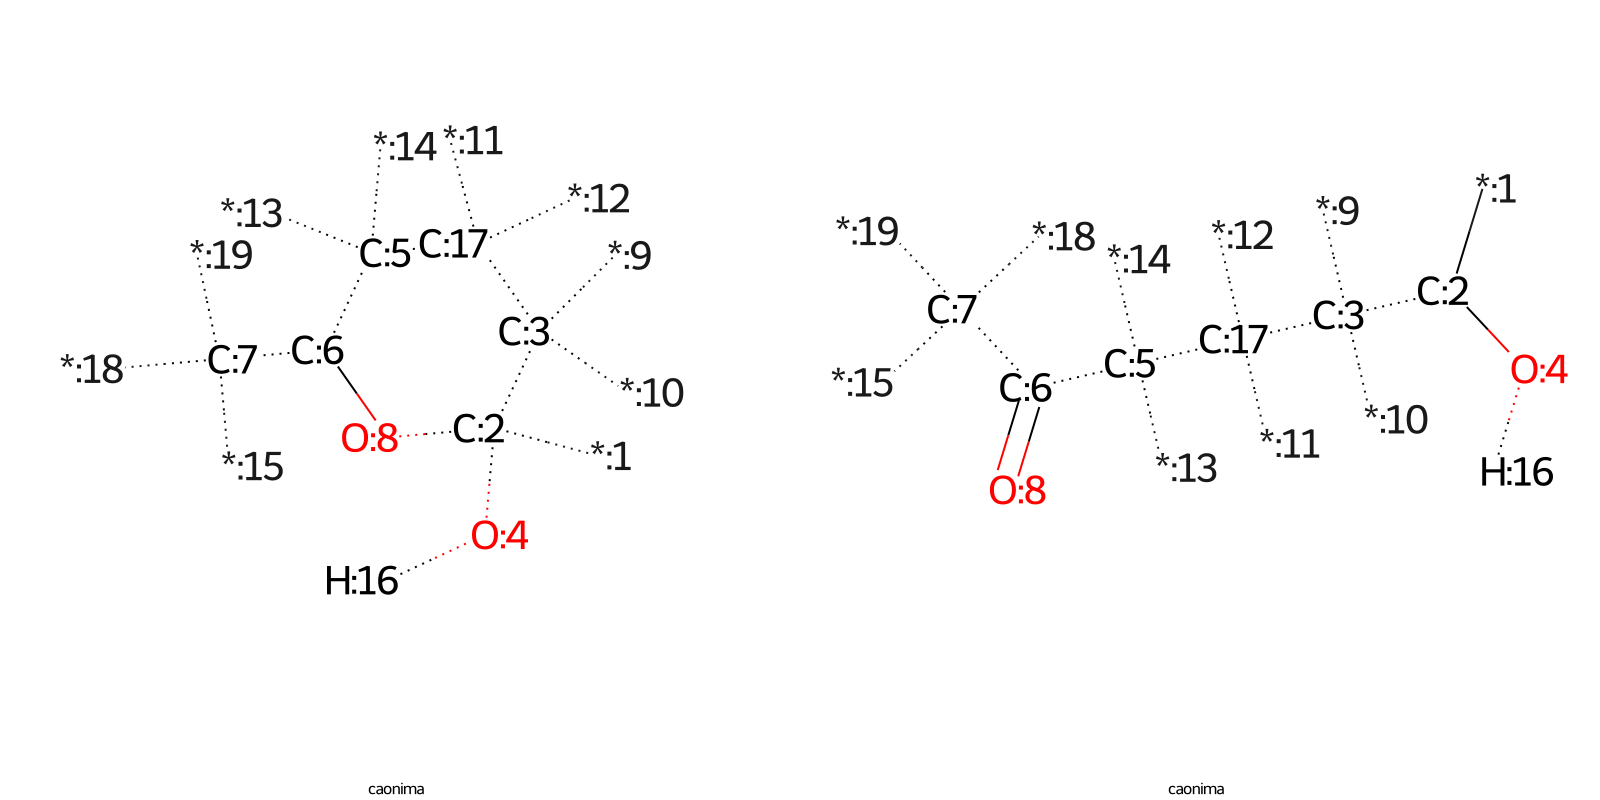 *:14 *:11
*:13 *:12
*:19 C:5 C:17 *:9
C:3
*:18 C:7 C:6
*:10
O:8 C:2 *:1
*:15
O:4
H:16
caonima
*:1
*:19 *:18 *:12 *:9
*:14
C:7 C:2
C:17 C:3
*:15 C:6 C:5 O:4
*:11 *:10
O:8 *:13 H:16
caonima